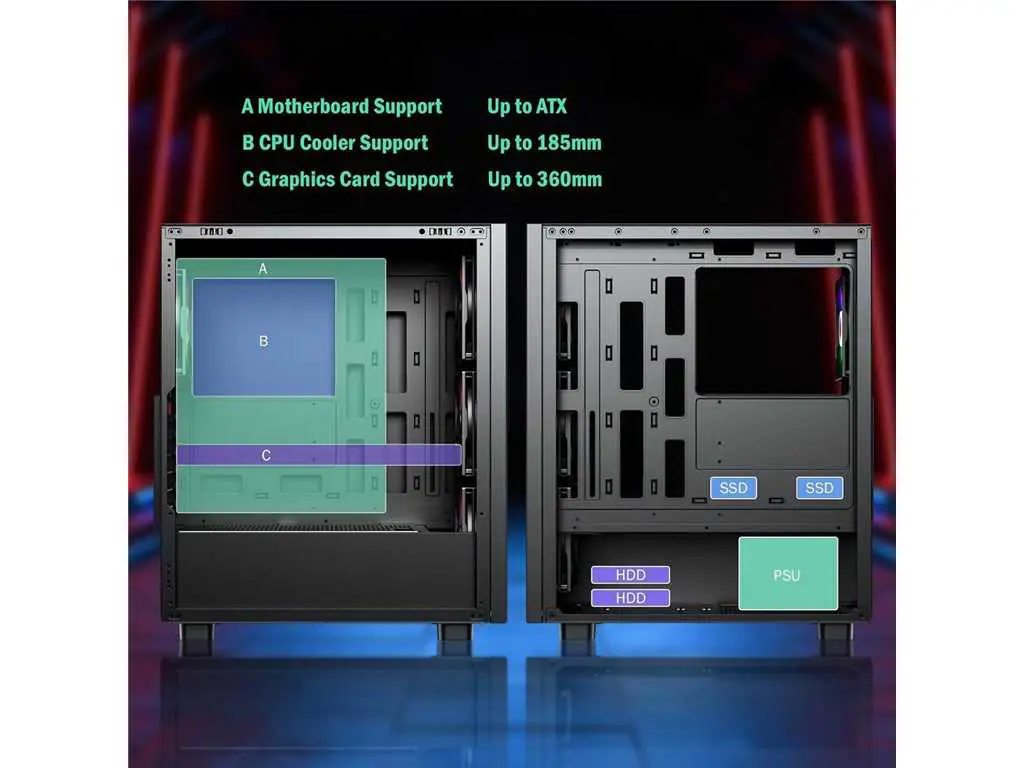 A Motherboard Support Up to ATX
B CPU Cooler Support Up to 185mm
C Graphics Card Support Up to 360mm
A
B
C
SSD SSD
HDD
HDD
PSU